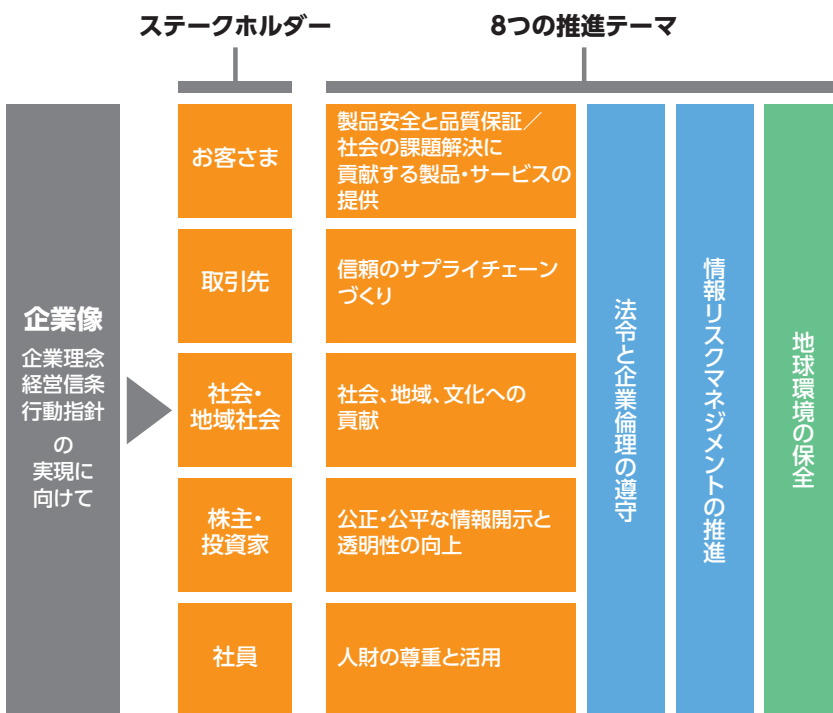 ステークホルダー
8つの推進テーマ
企業像
企業理念
経営信条
行動指針
の
実現に
向けて
お客さま
製品安全と品質保証／
社会の課題解決に
貢献する製品・サービスの
提供
取引先
信頼のサプライチェーン
づくり
社会・
地域社会
社会、地域、文化への
貢献
株主・
投資家
公正・公平な情報開示と
透明性の向上
社員
人財の尊重と活用
法令と企業倫理の遵守
情報リスクマネジメントの推進
地球環境の保全